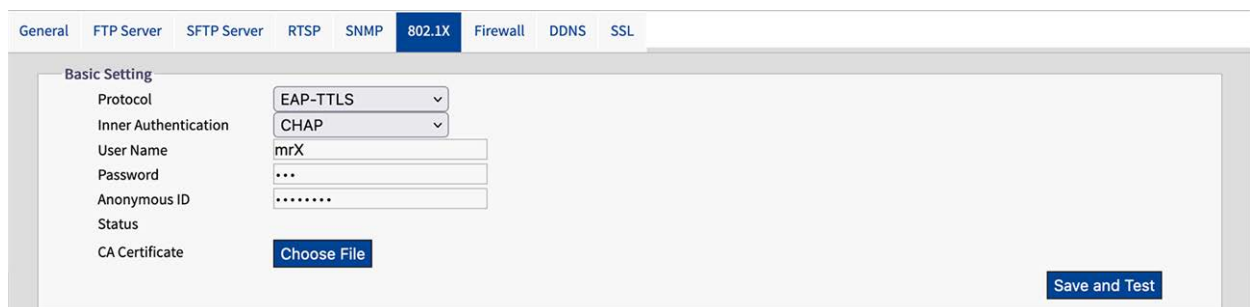 General FTP Server SFTP Server RTSP SNMP 802.1X Firewall DDNS SSL
Basic Setting
Protocol EAP-TTLS
Inner Authentication CHAP
User Name mrX
Password •••
Anonymous ID ••••••••
Status
CA Certificate Choose File
Save and Test